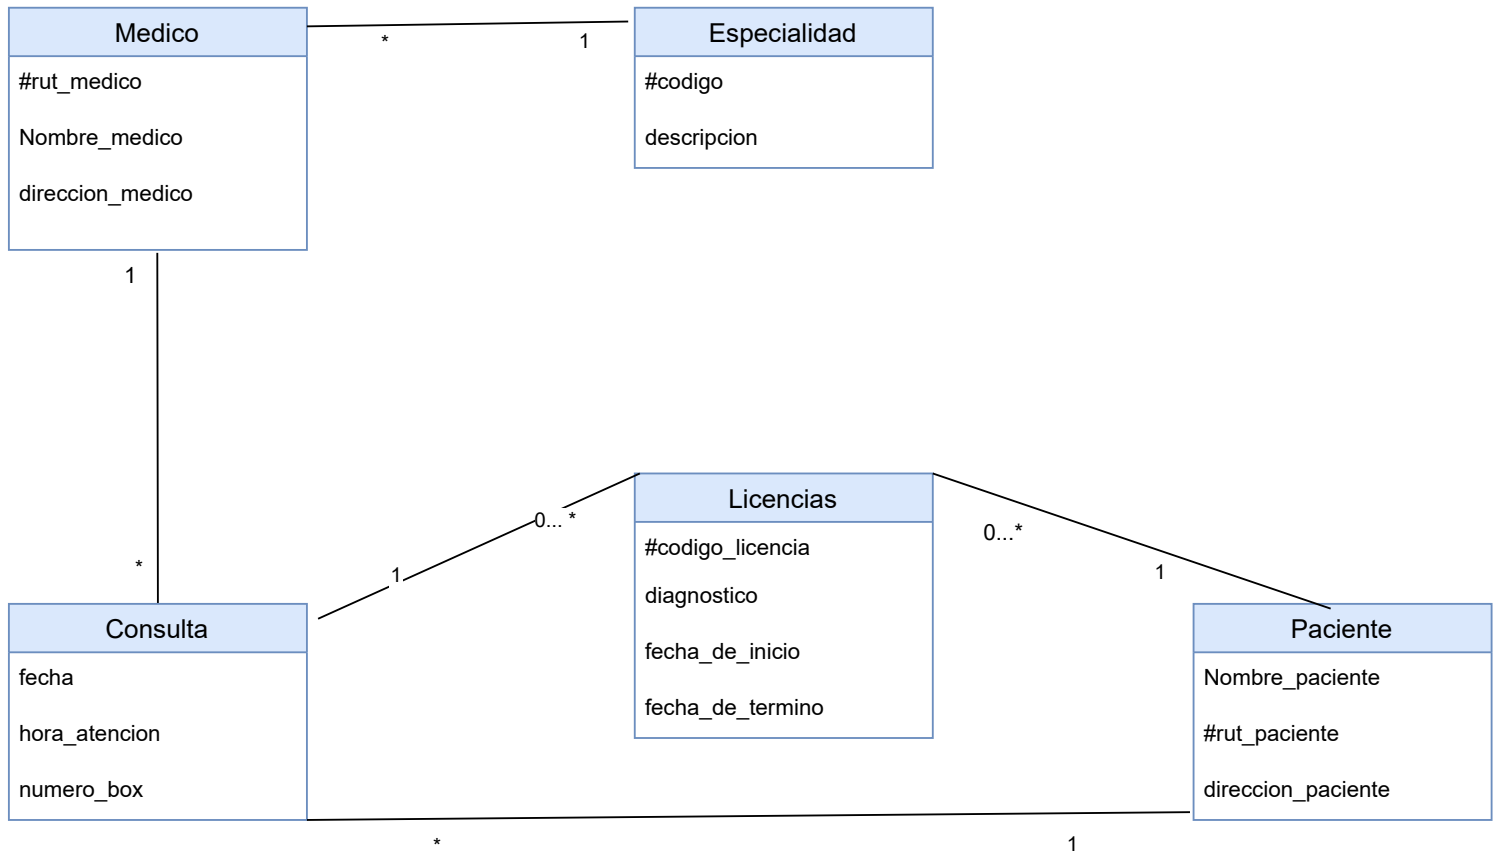 Medico
#rut_medico
Nombre_medico
direccion_medico
*
1
Especialidad
#codigo
descripcion
1
*
Consulta
fecha
hora_atencion
numero_box
1
0... *
Licencias
#codigo_licencia
diagnostico
fecha_de_inicio
fecha_de_termino
0...*
1
Paciente
Nombre_paciente
#rut_paciente
direccion_paciente
*
1